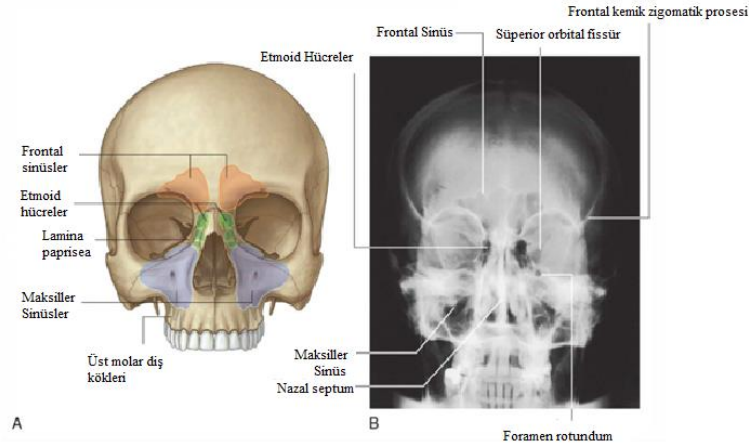 Frontal kemik zigomatik prosesi
Frontal Sinüs
Süperior orbital fissür
Etmoid Hücreler
Frontal
sinüsler
Etmoid
hücreler
Lamina
paprisea
Maksiller
Sinüsler
Üst molar diş
kökleri
Maksiller
Sinüs
Nazal septum
Foramen rotundum
A
B